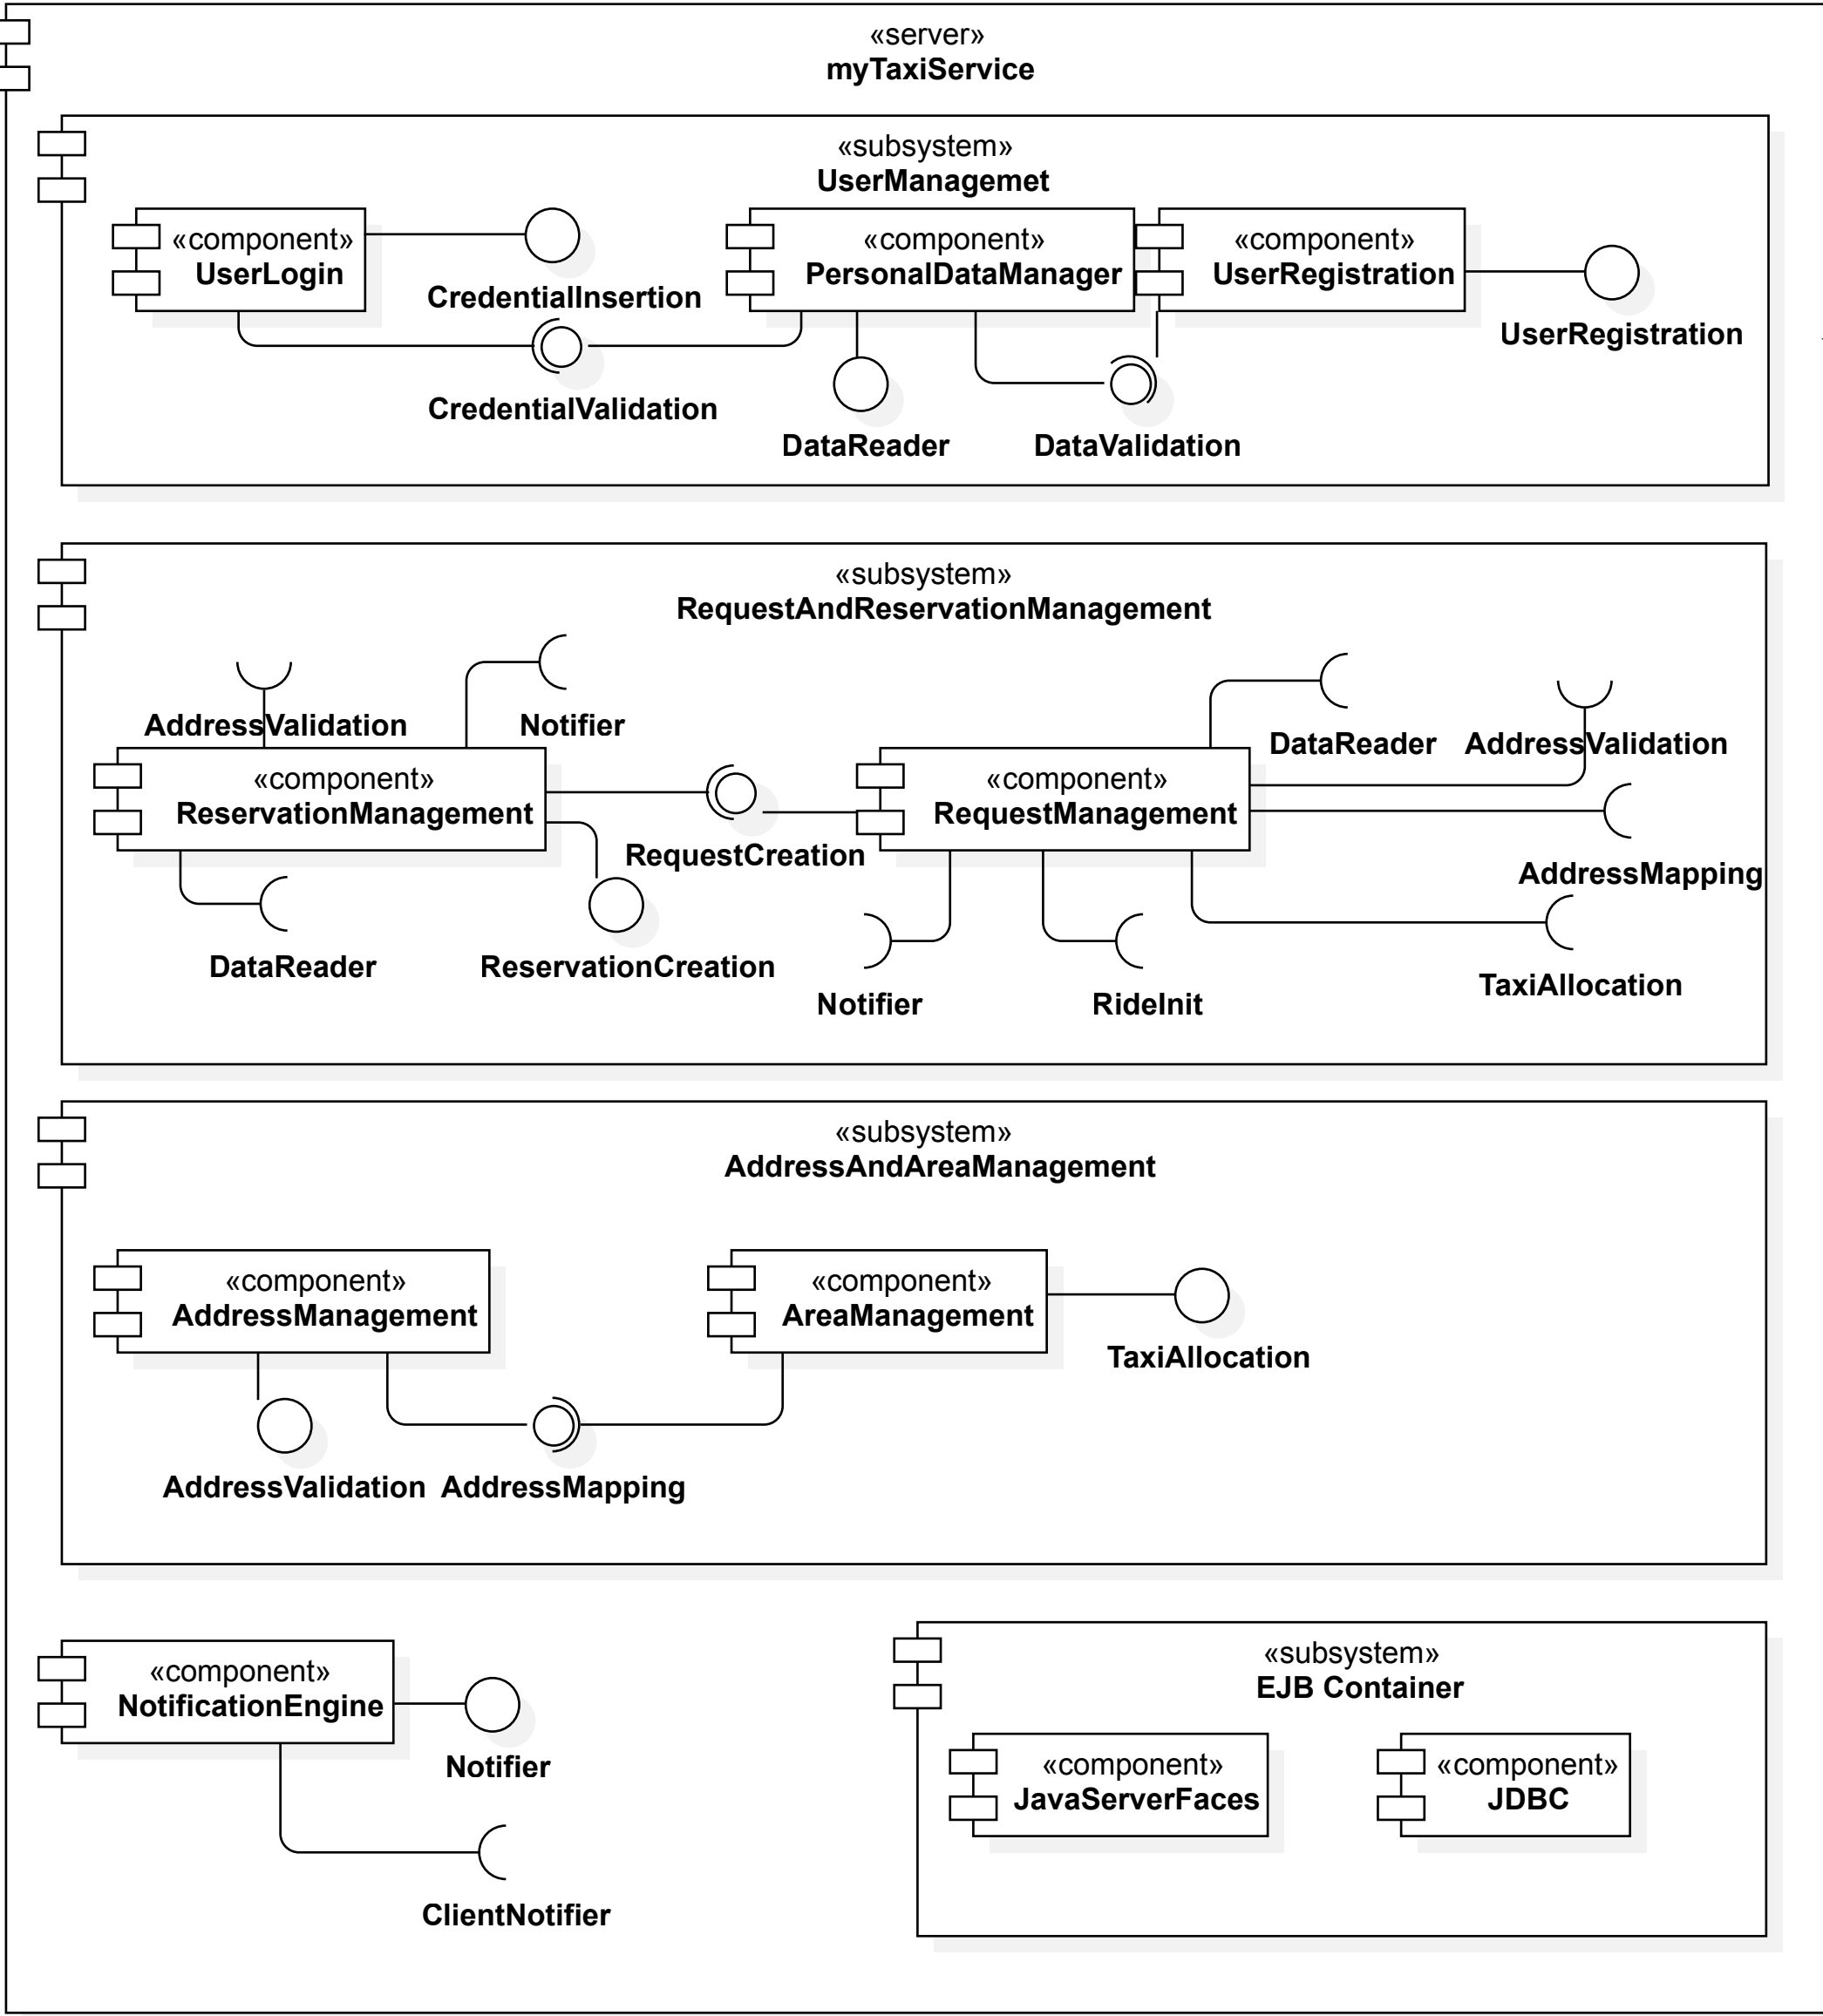 «server»
myTaxiService
«subsystem»
UserManagemet
«component»
UserLogin
CredentialInsertion
CredentialValidation
«component»
PersonalDataManager
DataReader
DataValidation
«component»
UserRegistration
UserRegistration
«subsystem»
RequestAndReservationManagement
AddressValidation
Notifier
DataReader
AddressValidation
«component»
ReservationManagement
RequestCreation
«component»
RequestManagement
AddressMapping
DataReader
ReservationCreation
Notifier
RideInit
TaxiAllocation
«subsystem»
AddressAndAreaManagement
«component»
AddressManagement
«component»
AreaManagement
TaxiAllocation
AddressValidation
AddressMapping
«component»
NotificationEngine
Notifier
ClientNotifier
«subsystem»
EJB Container
«component»
JavaServerFaces
«component»
JDBC